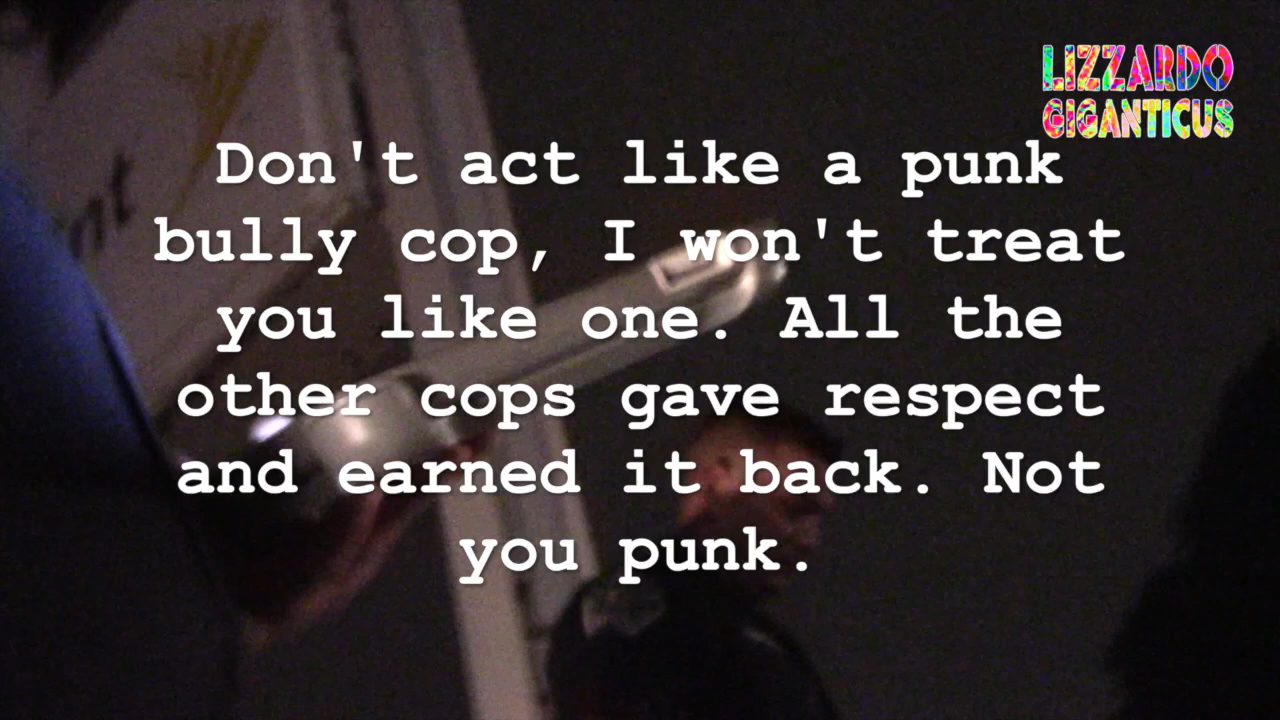 LIZZARDO
GIGANTICUS
Don't act like a punk
bully cop, I won't treat
you like one. All the
other cops gave respect
and earned it back. Not
you punk.